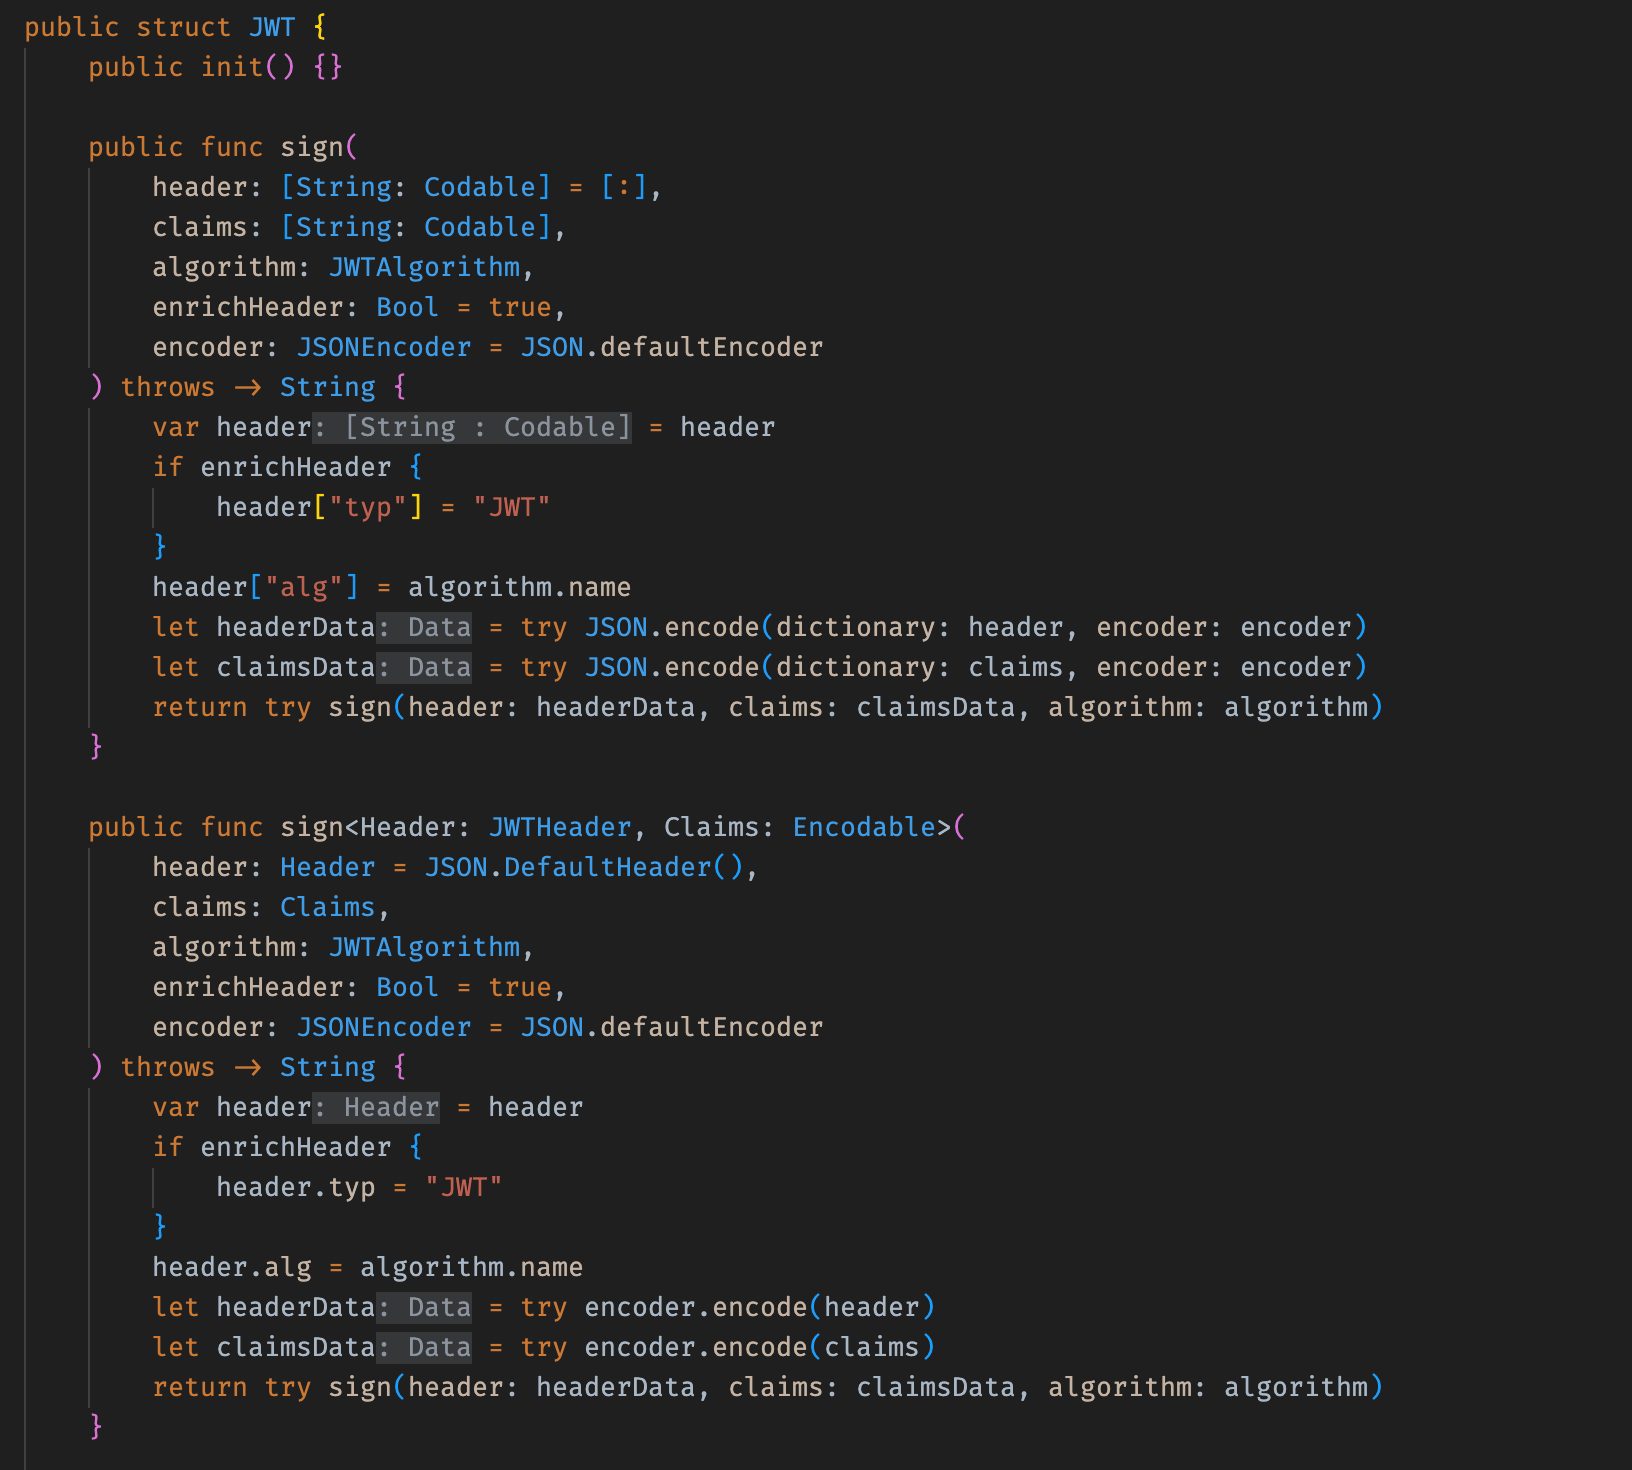 public struct JWT {
    public init() {}

    public func sign(
        header: [String: Codable] = [:],
        claims: [String: Codable],
        algorithm: JWTAlgorithm,
        enrichHeader: Bool = true,
        encoder: JSONEncoder = JSON.defaultEncoder
    ) throws -> String {
        var header: [String : Codable] = header
        if enrichHeader {
            header["typ"] = "JWT"
        }
        header["alg"] = algorithm.name
        let headerData: Data = try JSON.encode(dictionary: header, encoder: encoder)
        let claimsData: Data = try JSON.encode(dictionary: claims, encoder: encoder)
        return try sign(header: headerData, claims: claimsData, algorithm: algorithm)
    }

    public func sign<Header: JWTHeader, Claims: Encodable>(
        header: Header = JSON.DefaultHeader(),
        claims: Claims,
        algorithm: JWTAlgorithm,
        enrichHeader: Bool = true,
        encoder: JSONEncoder = JSON.defaultEncoder
    ) throws -> String {
        var header: Header = header
        if enrichHeader {
            header.typ = "JWT"
        }
        header.alg = algorithm.name
        let headerData: Data = try encoder.encode(header)
        let claimsData: Data = try encoder.encode(claims)
        return try sign(header: headerData, claims: claimsData, algorithm: algorithm)
    }